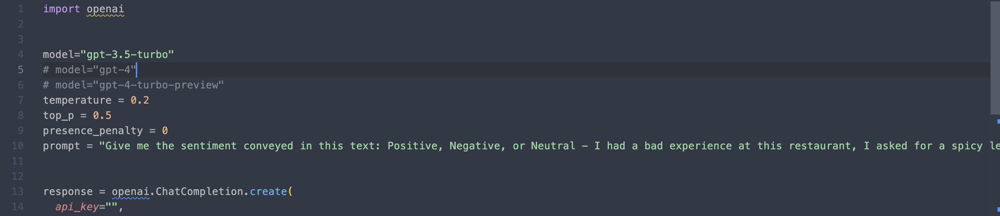 1 import openai
2
3
4 model="gpt-3.5-turbo"
5 # model="gpt-4"
6 # model="gpt-4-turbo-preview"
7 temperature = 0.2
8 top_p = 0.5
9 presence_penalty = 0
10 prompt = "Give me the sentiment conveyed in this text: Positive, Negative, or Neutral - I had a bad experience at this restaurant, I asked for a spicy le
11
12
13 response = openai.ChatCompletion.create(
14 api_key="",